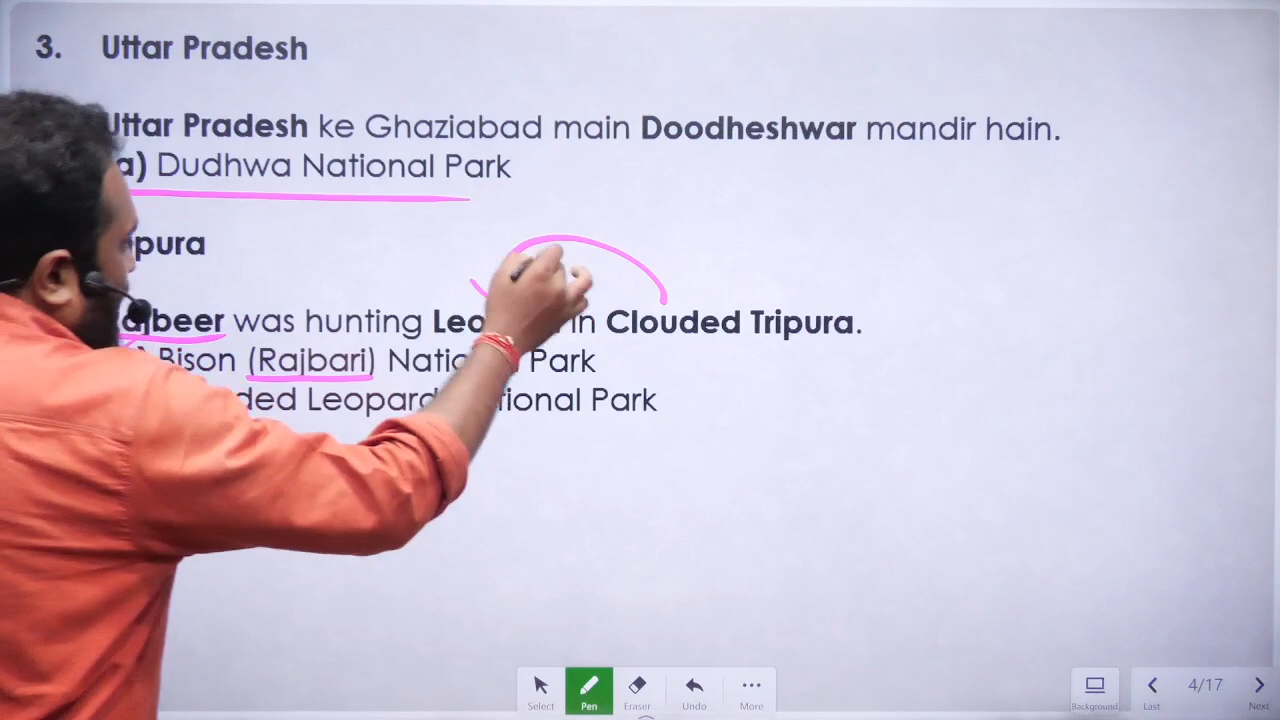 3. Uttar Pradesh
Uttar Pradesh ke Ghaziabad main Doodheshwar mandir hain.
a) Dudhwa National Park
pura
ajbeer was hunting Leo in Clouded Tripura.
) Bison (Rajbari) Natio Park
ded Leopard tional Park
Select
Pen
Eraser
Undo
More
Background
Last
4/17
Next